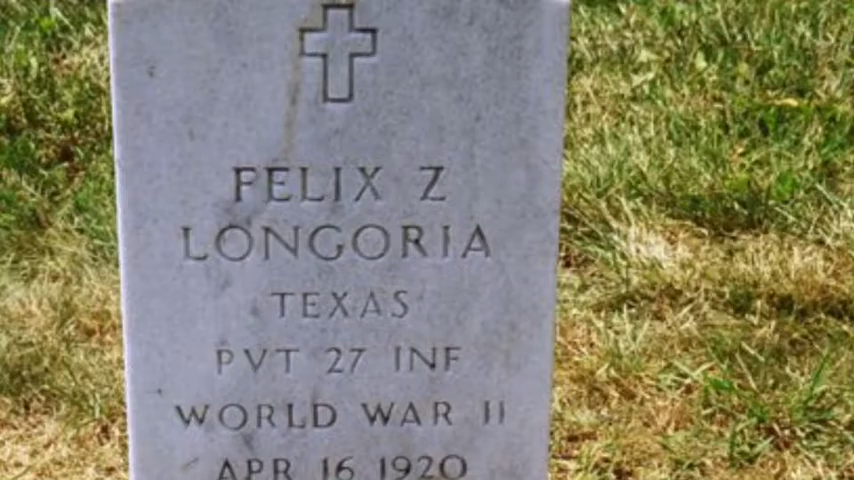 FELIX Z
LONGORIA
TEXAS
PVT 27 INF
WORLD WAR II
APR 16 1920